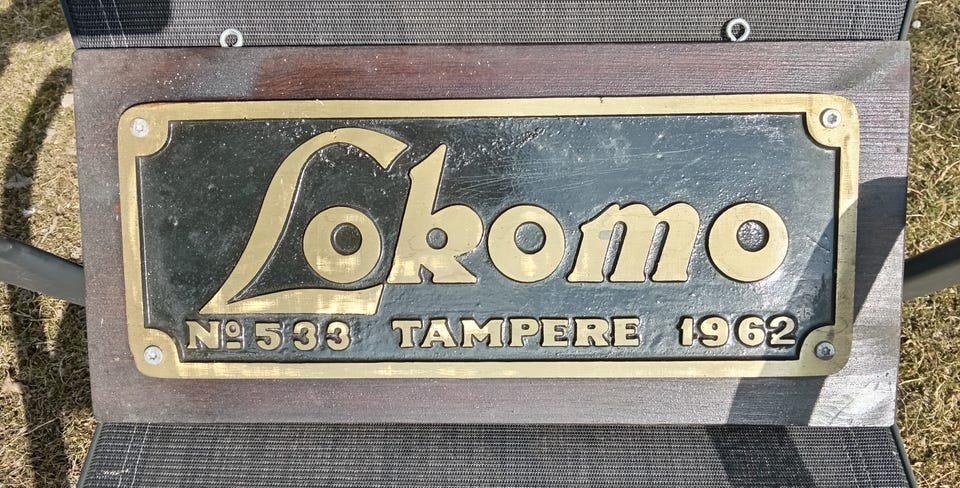 Lokomo
Nº 533 TAMPERE 1962